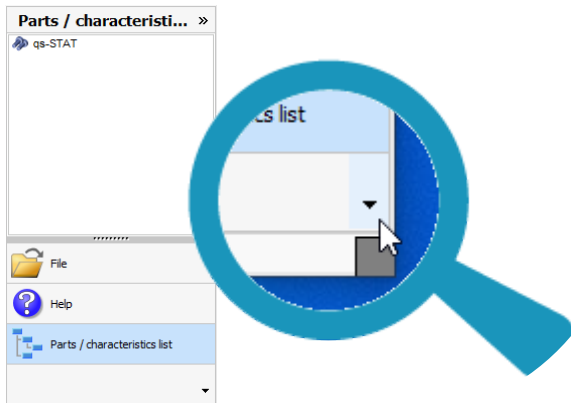 Parts / characteristi... »
qs-STAT
cs list
File
Help
Parts / characteristics list